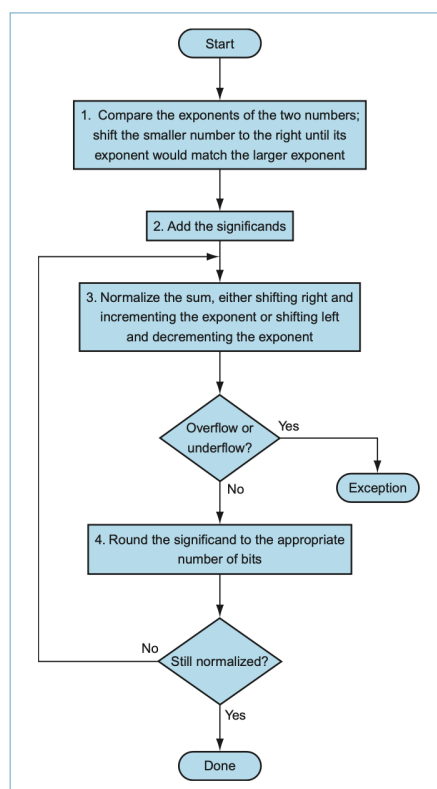 Start
1. Compare the exponents of the two numbers;
shift the smaller number to the right until its
exponent would match the larger exponent
2. Add the significands
3. Normalize the sum, either shifting right and
incrementing the exponent or shifting left
and decrementing the exponent
Overflow or
underflow?
Yes
Exception
No
4. Round the significand to the appropriate
number of bits
Still normalized?
No
Yes
Done